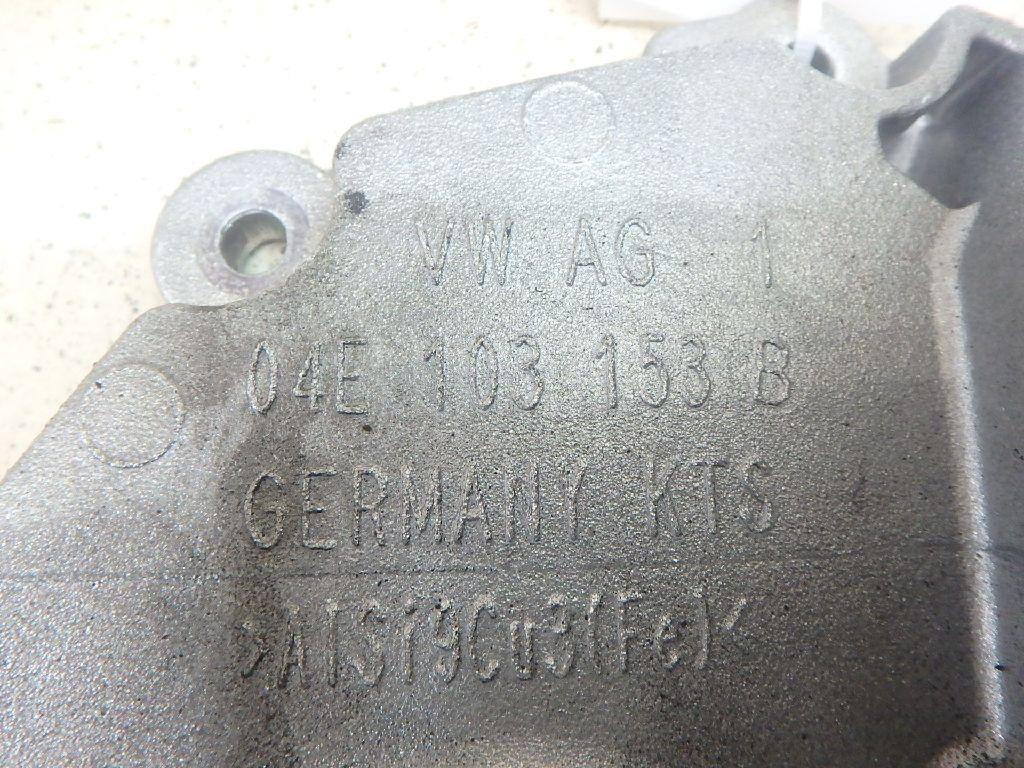 VW AG 1
04E 103 153 B
GERMANY KTS
>AlSi9Cu3(Fe)<